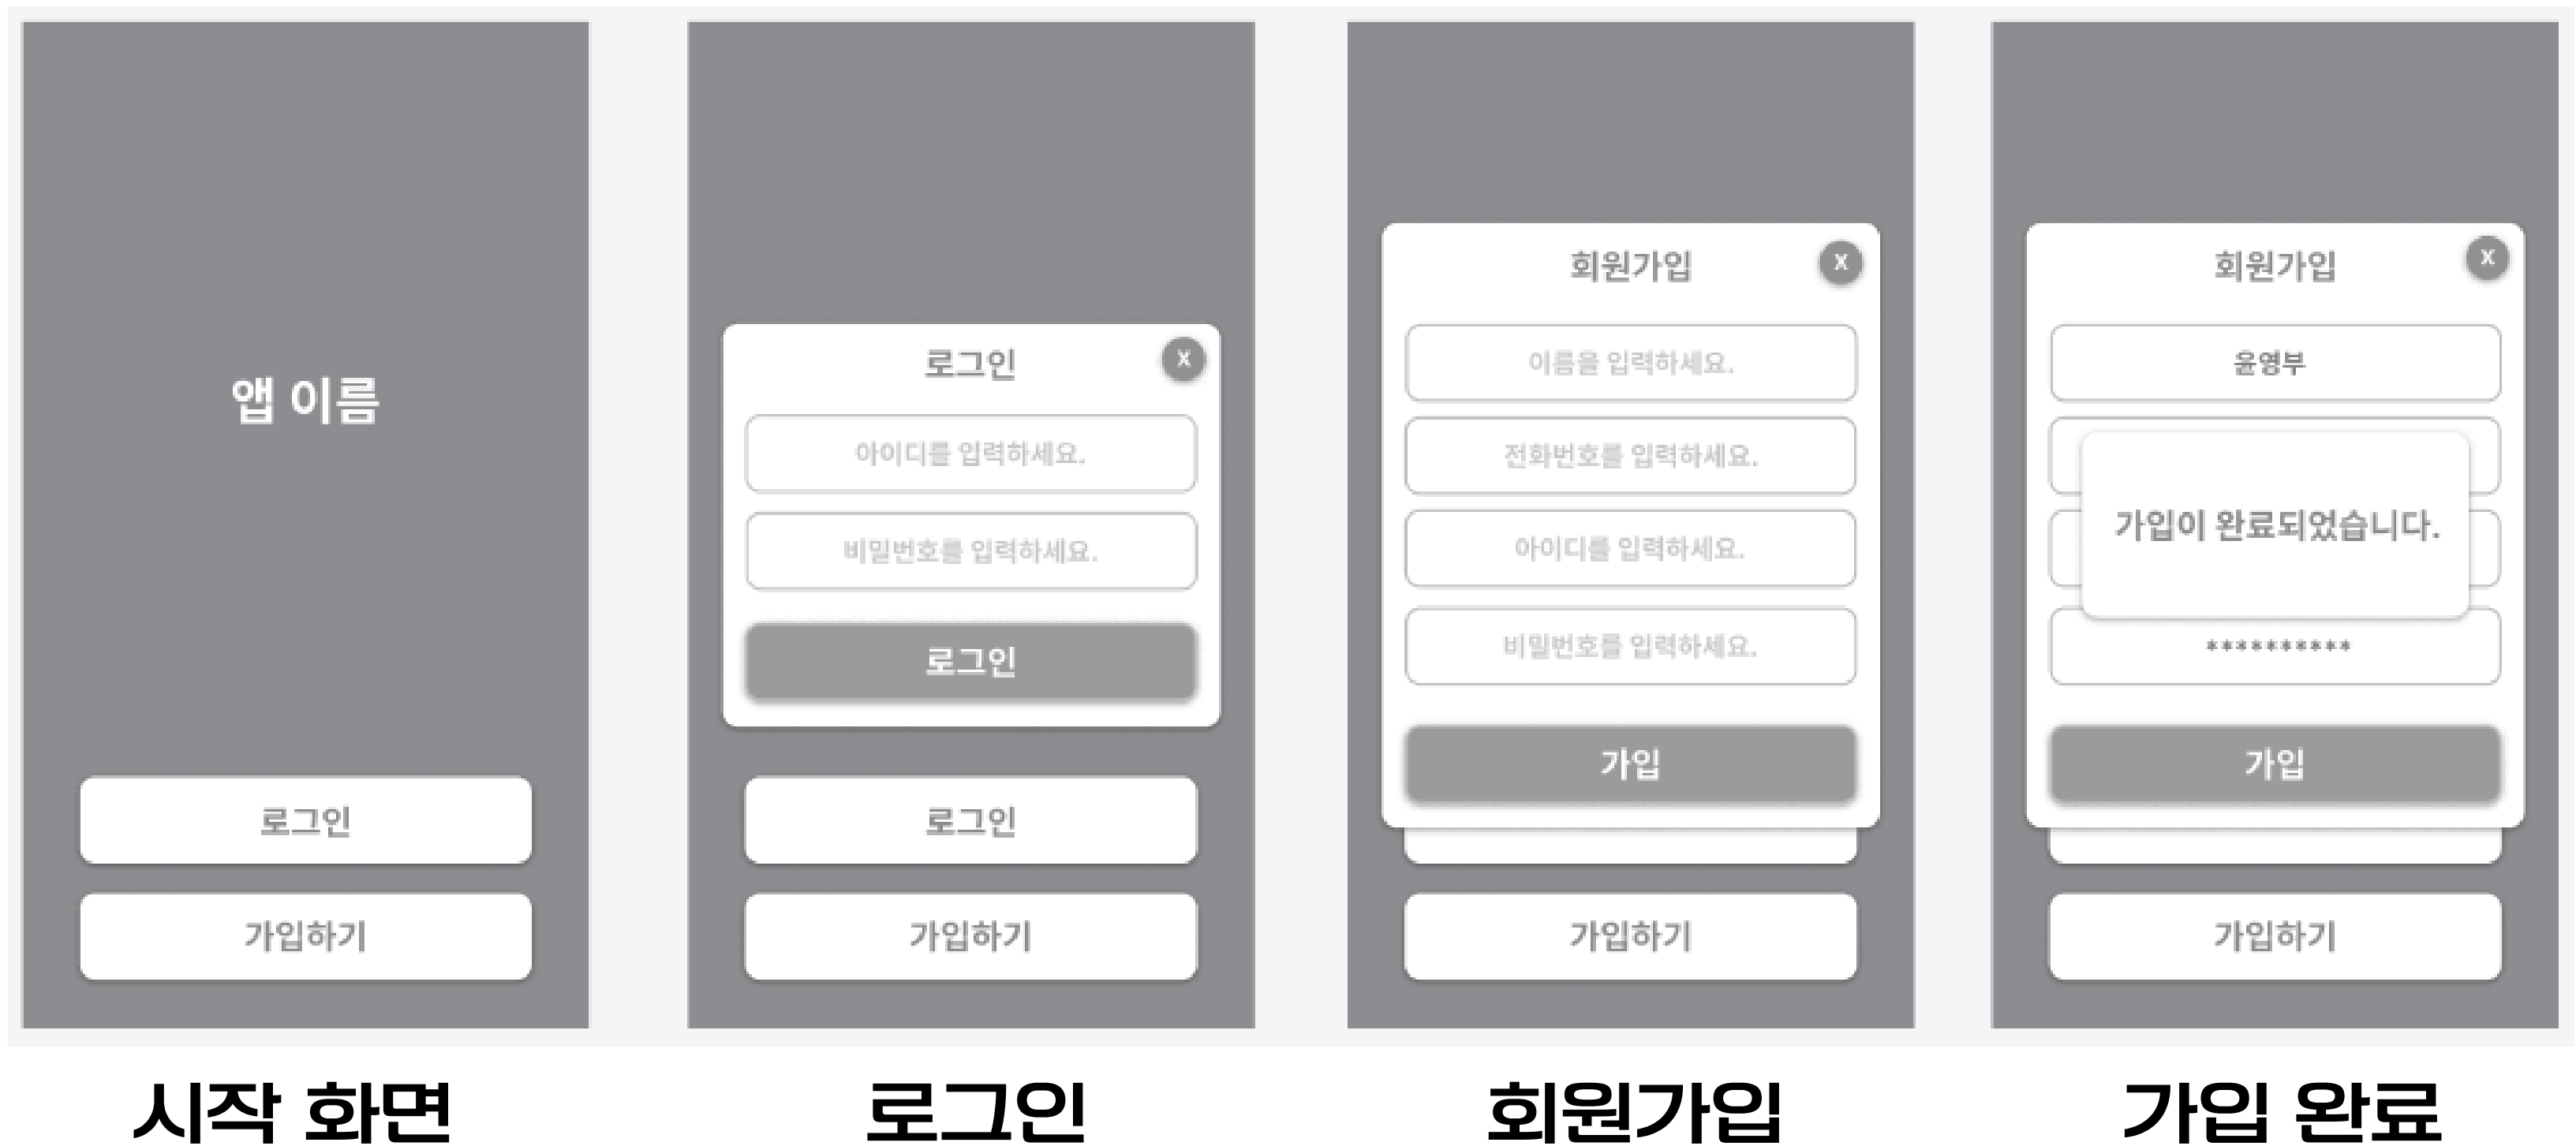 앱 이름
로그인
가입하기
시작 화면
로그인
X
아이디를 입력하세요.
비밀번호를 입력하세요.
로그인
로그인
가입하기
로그인
회원가입
X
이름을 입력하세요.
전화번호를 입력하세요.
아이디를 입력하세요.
비밀번호를 입력하세요.
가입
가입하기
회원가입
회원가입
X
윤영부
가입이 완료되었습니다.
**********
가입
가입하기
가입 완료